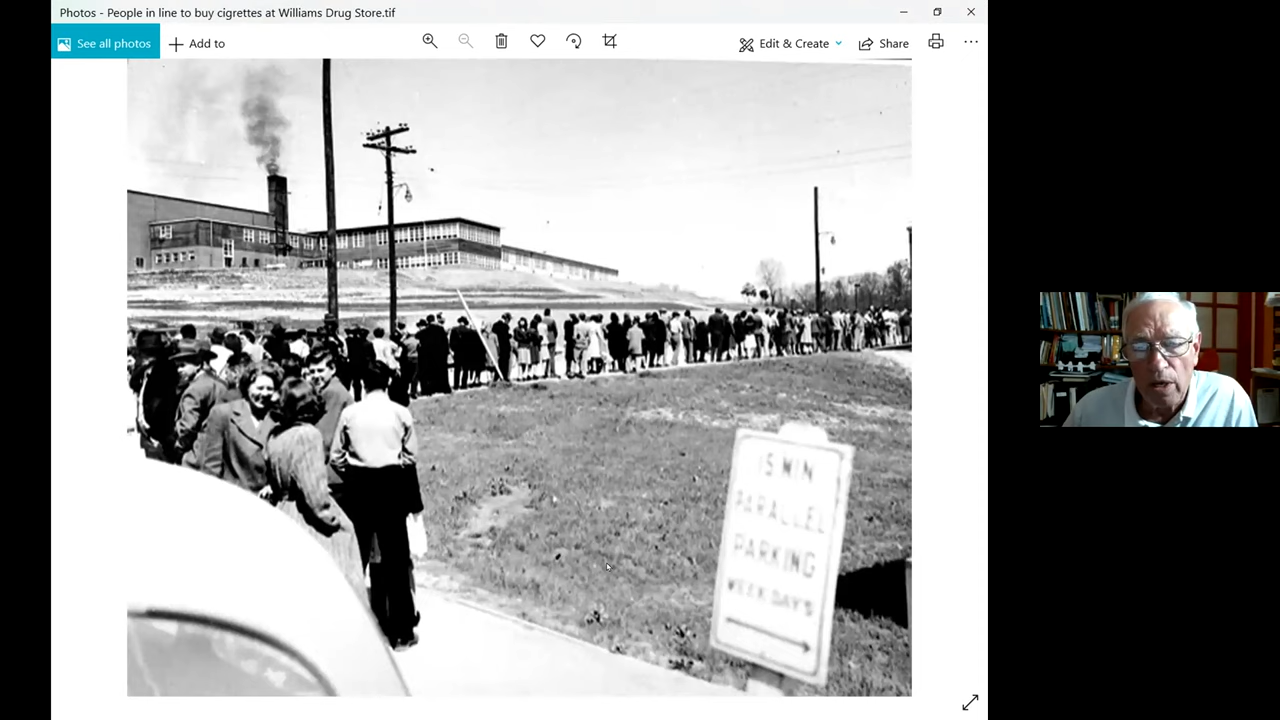 Photos - People in line to buy cigrettes at Williams Drug Store.tif
See all photos
Add to
Edit & Create
Share
15 MIN
PARALLEL
PARKING
WEEK DAYS